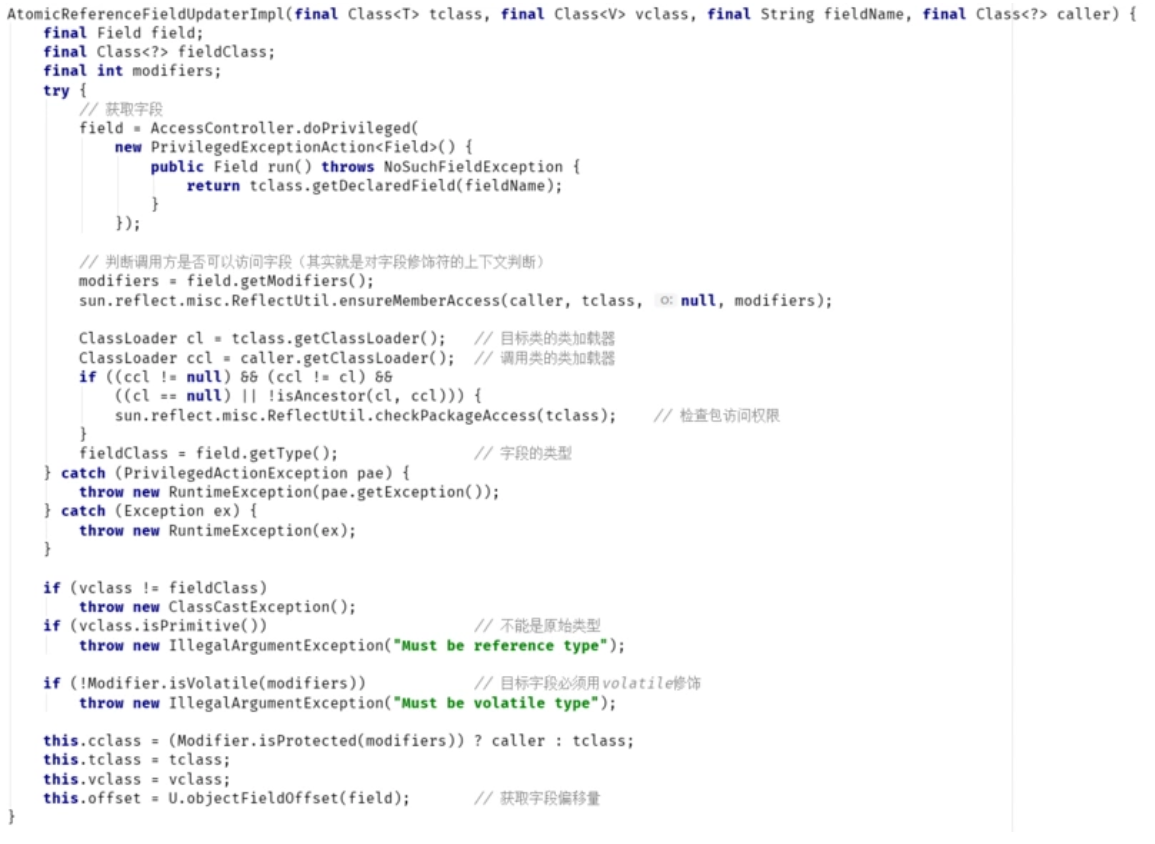 AtomicReferenceFieldUpdaterImpl(final Class<T> tclass, final Class<V> vclass, final String fieldName, final Class<?> caller) {
    final Field field;
    final Class<?> fieldClass;
    final int modifiers;
    try {
        // 获取字段
        field = AccessController.doPrivileged(
            new PrivilegedExceptionAction<Field>() {
                public Field run() throws NoSuchFieldException {
                    return tclass.getDeclaredField(fieldName);
                }
            });

        // 判断调用方是否可以访问字段（其实就是对字段修饰符的上下文判断）
        modifiers = field.getModifiers();
        sun.reflect.misc.ReflectUtil.ensureMemberAccess(caller, tclass, o: null, modifiers);

        ClassLoader cl = tclass.getClassLoader();   // 目标类的类加载器
        ClassLoader ccl = caller.getClassLoader();  // 调用类的类加载器
        if ((ccl != null) && (ccl != cl) &&
            ((cl == null) || !isAncestor(cl, ccl))) {
            sun.reflect.misc.ReflectUtil.checkPackageAccess(tclass);    // 检查包访问权限
        }
        fieldClass = field.getType();               // 字段的类型
    } catch (PrivilegedActionException pae) {
        throw new RuntimeException(pae.getException());
    } catch (Exception ex) {
        throw new RuntimeException(ex);
    }

    if (vclass != fieldClass)
        throw new ClassCastException();
    if (vclass.isPrimitive())                       // 不能是原始类型
        throw new IllegalArgumentException("Must be reference type");

    if (!Modifier.isVolatile(modifiers))            // 目标字段必须用volatile修饰
        throw new IllegalArgumentException("Must be volatile type");

    this.cclass = (Modifier.isProtected(modifiers)) ? caller : tclass;
    this.tclass = tclass;
    this.vclass = vclass;
    this.offset = U.objectFieldOffset(field);       // 获取字段偏移量
}